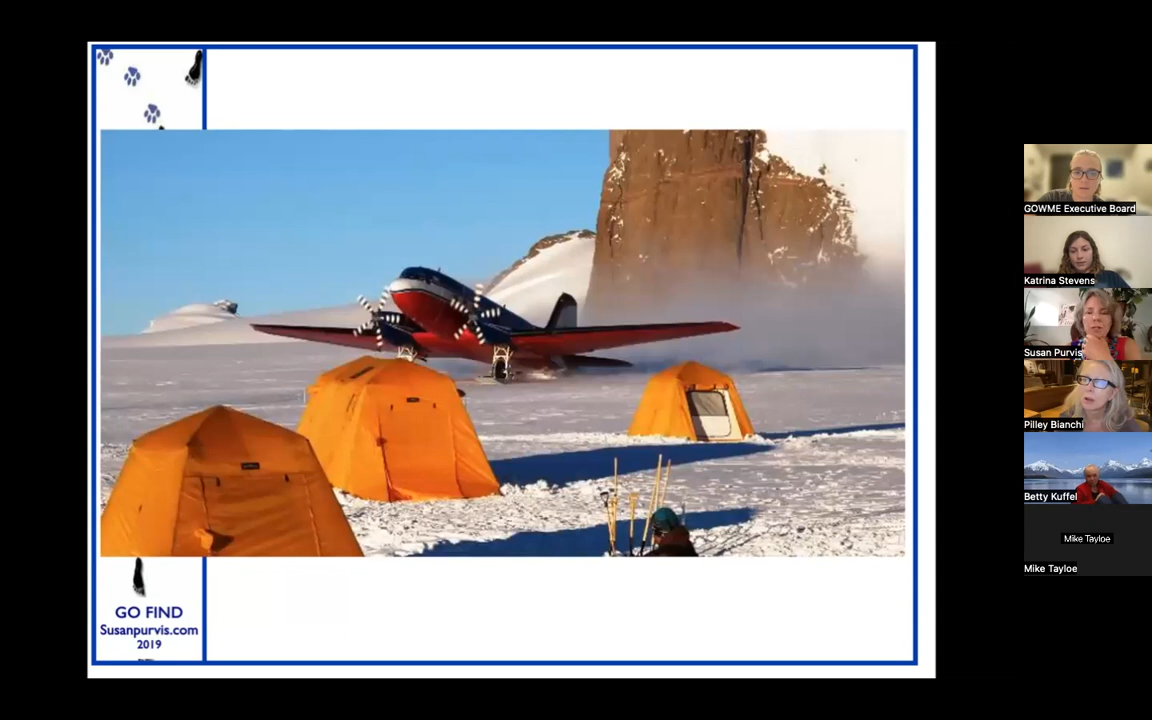 GO FIND
Susanpurvis.com
2019
GOWME Executive Board
Katrina Stevens
Susan Purvis
Pilley Bianchi
Betty Kuffel
Mike Tayloe
Mike Tayloe